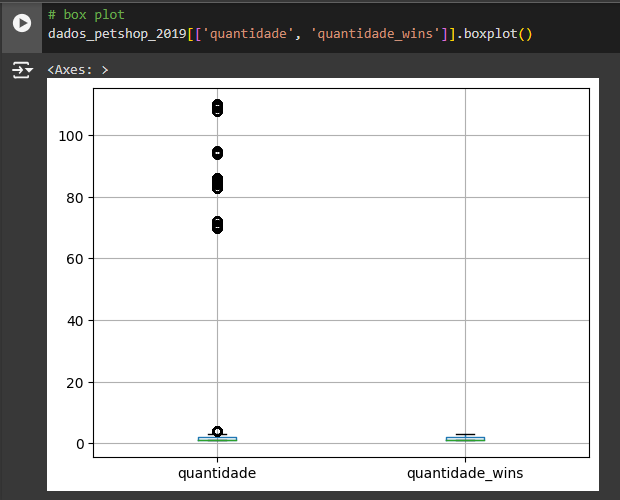 # box plot
dados_petshop_2019[['quantidade', 'quantidade_wins']].boxplot()
<Axes: >
100
80
60
40
20
0
quantidade quantidade_wins